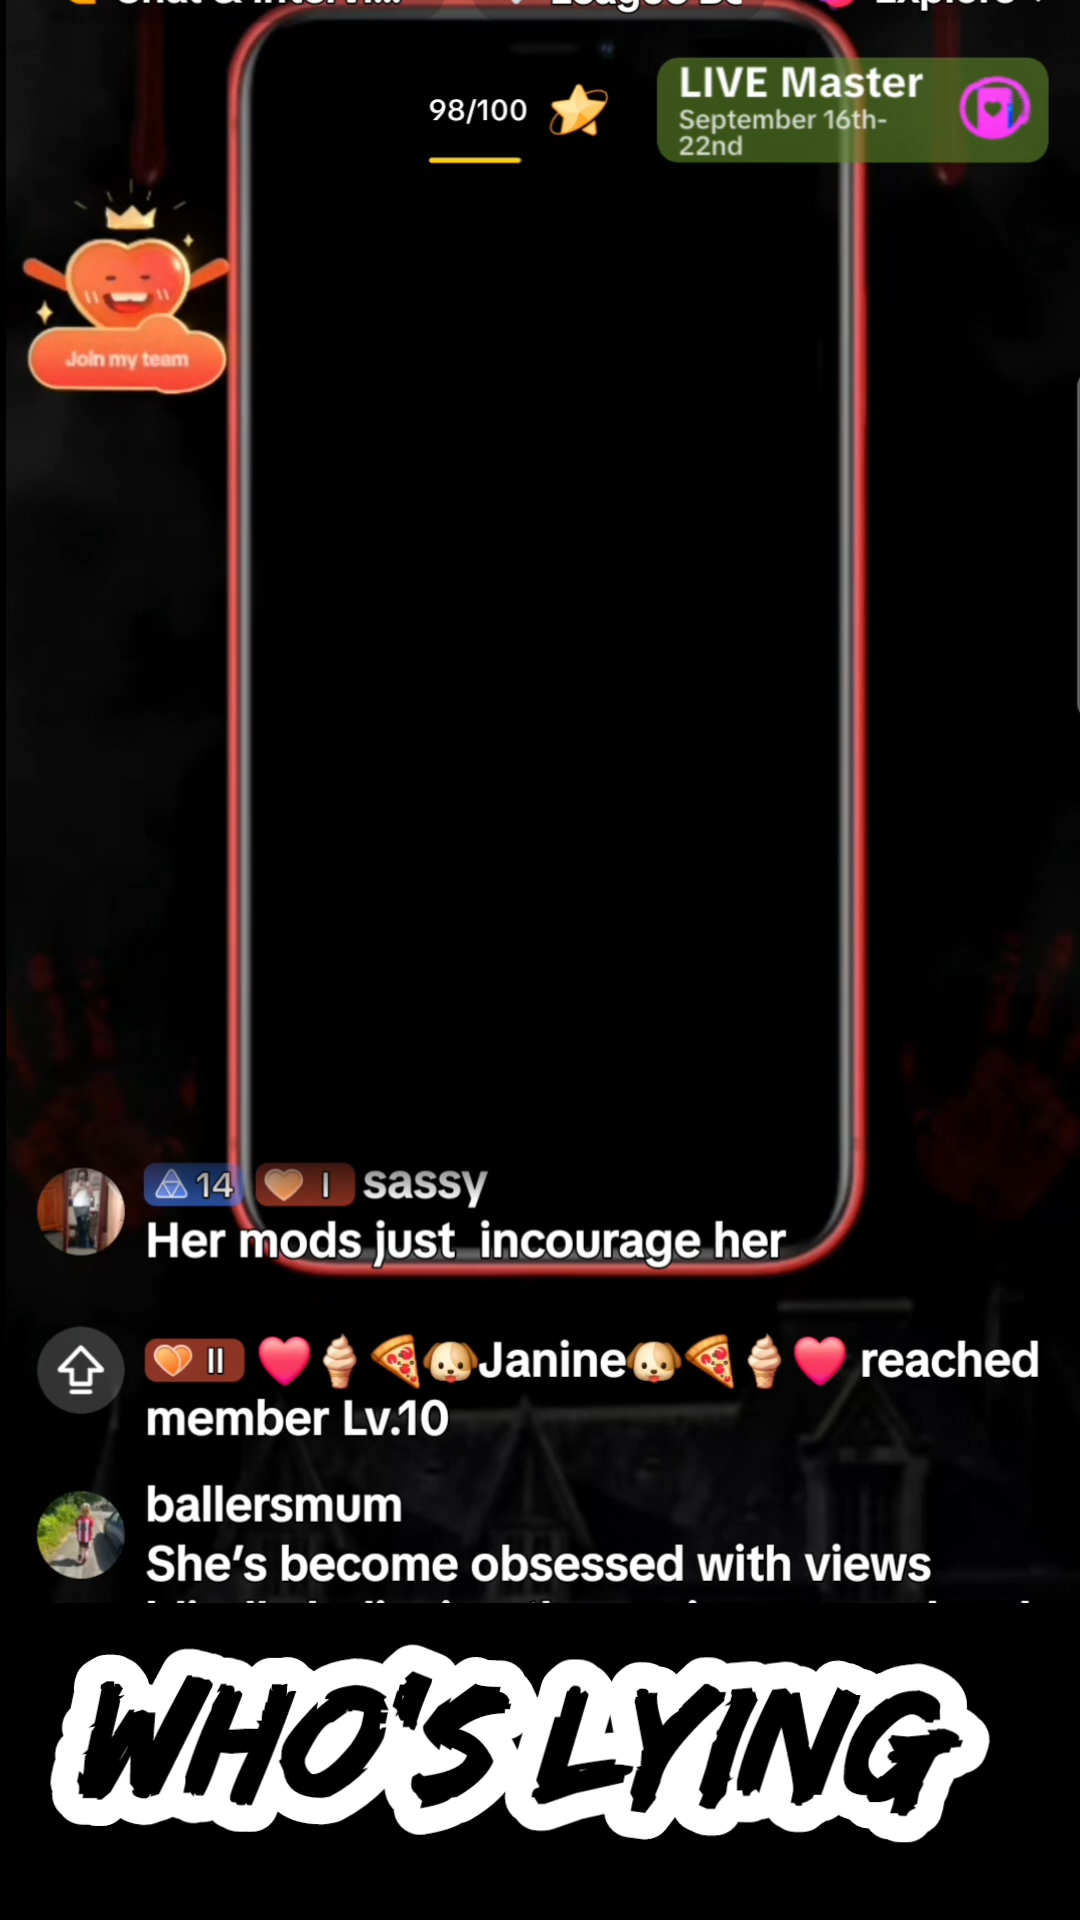 98/100
LIVE Master
September 16th-
22nd
Join my team
14 I sassy
Her mods just incourage her
II Janine reached
member Lv.10
ballersmum
She's become obsessed with views
WHO'S LYING